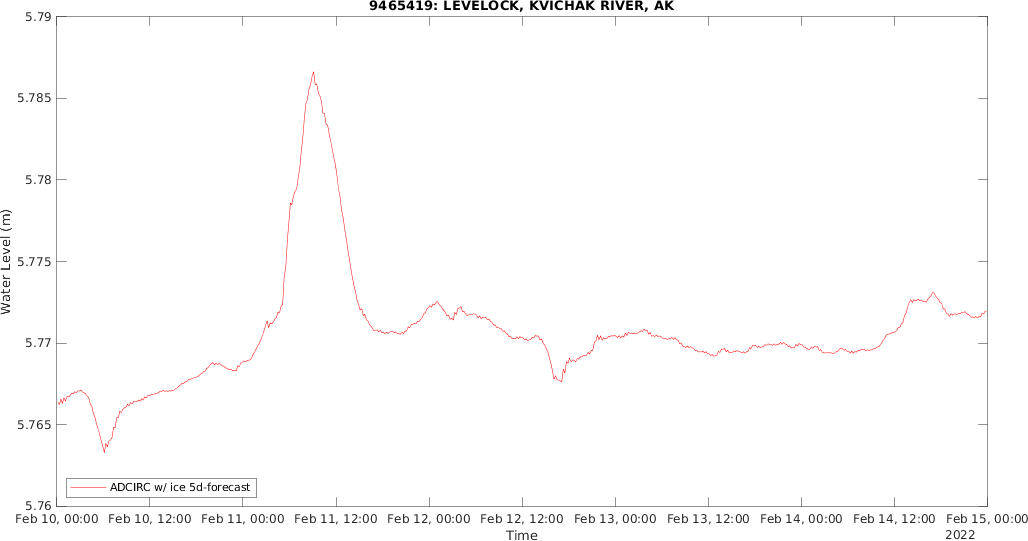 9465419: LEVELOCK, KVICHAK RIVER, AK
5.79
5.785
5.78
5.775
5.77
5.765
5.76
Water Level (m)
ADCIRC w/ ice 5d-forecast
Feb 10, 00:00 Feb 10, 12:00 Feb 11, 00:00 Feb 11, 12:00 Feb 12, 00:00 Feb 12, 12:00 Feb 13, 00:00 Feb 13, 12:00 Feb 14, 00:00 Feb 14, 12:00 Feb 15, 00:00
Time
2022